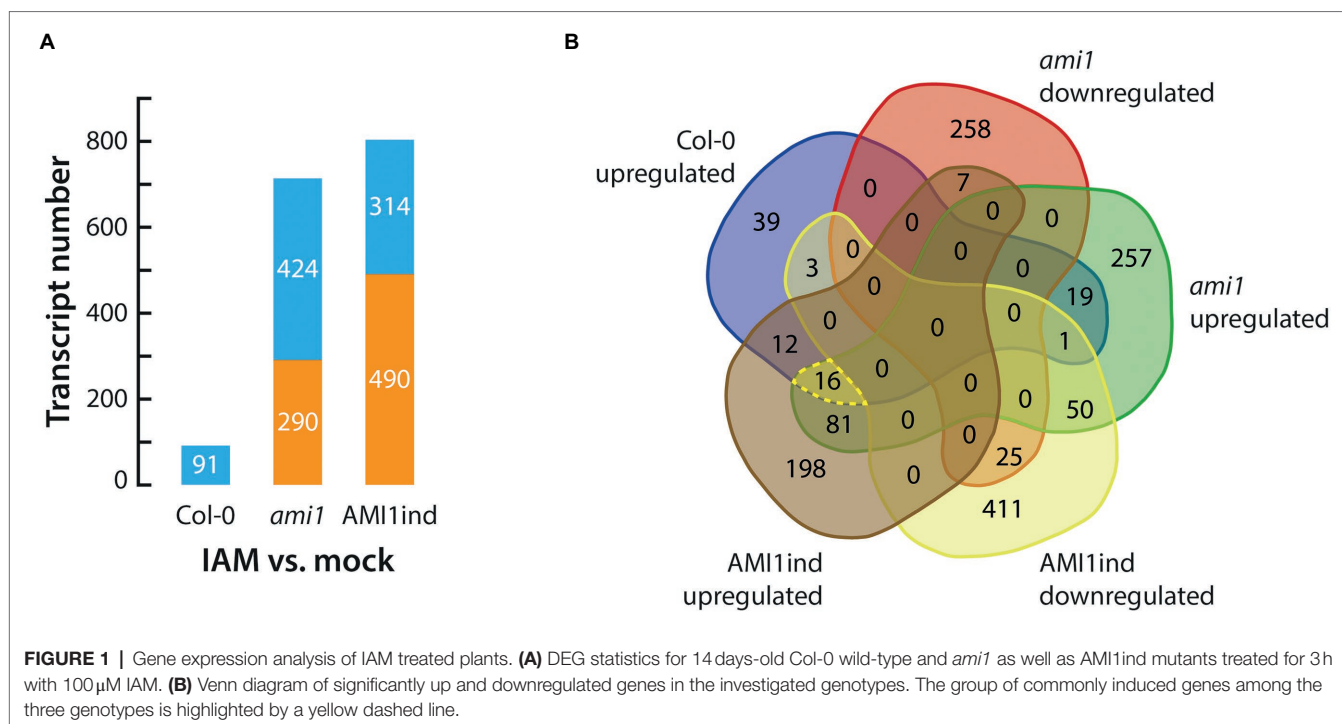 A
Transcript number
800
600
400
200
0
91
424
290
314
490
Col-0
ami1
AMI1ind
IAM vs. mock
B
ami1
downregulated
Col-0
upregulated
ami1
upregulated
AMI1ind
upregulated
AMI1ind
downregulated
258
7
0
0
0
0
39
0
0
257
0
3
0
19
0
0
0
0
1
12
16
0
0
0
50
81
0
0
25
198
0
411
FIGURE 1 | Gene expression analysis of IAM treated plants. (A) DEG statistics for 14 days-old Col-0 wild-type and ami1 as well as AMI1ind mutants treated for 3 h
with 100 μM IAM. (B) Venn diagram of significantly up and downregulated genes in the investigated genotypes. The group of commonly induced genes among the
three genotypes is highlighted by a yellow dashed line.